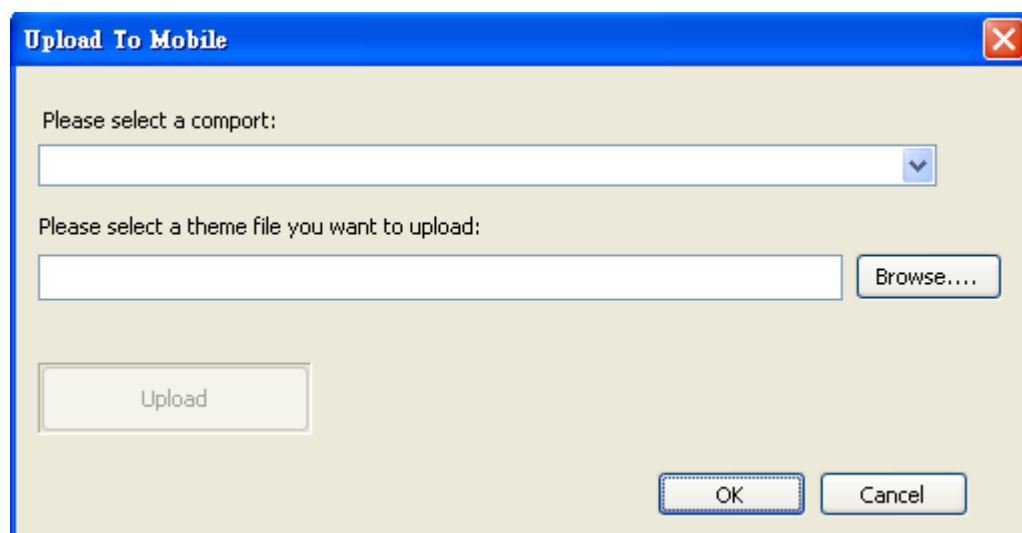 Upload To Mobile
Please select a comport:
Please select a theme file you want to upload:
Browse....
Upload
OK Cancel